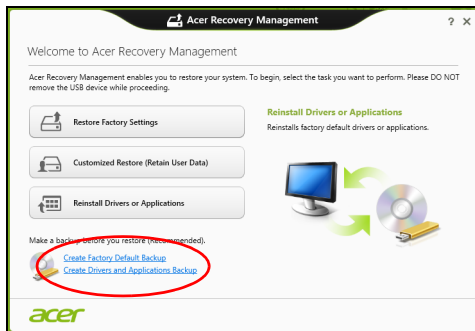 Acer Recovery Management
? X
Welcome to Acer Recovery Management
Acer Recovery Management enables you to restore your system. To begin, select the task you want to perform. Please DO NOT
remove the USB device while proceeding.
Restore Factory Settings
Customized Restore (Retain User Data)
Reinstall Drivers or Applications
Reinstall Drivers or Applications
Reinstalls factory default drivers or applications.
Make a backup before you restore (Recommended).
Create Factory Default Backup
Create Drivers and Applications Backup
acer